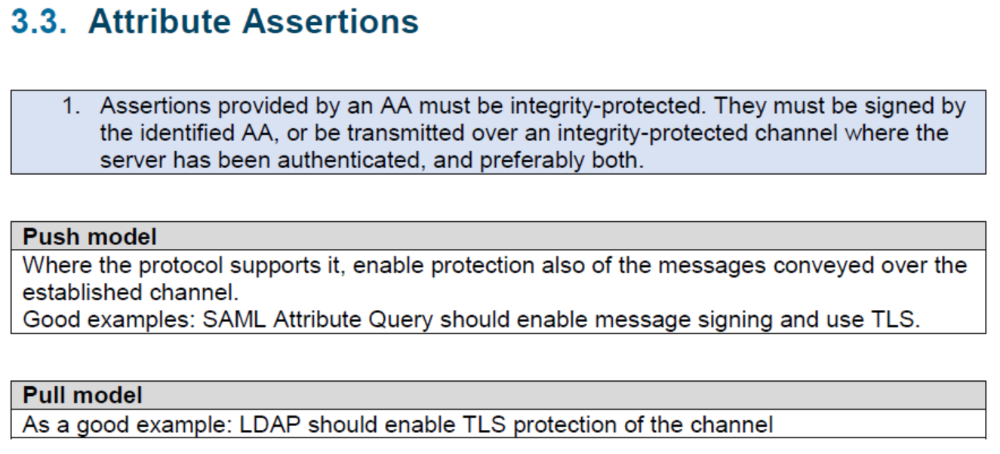 3.3. Attribute Assertions
1. Assertions provided by an AA must be integrity-protected. They must be signed by
the identified AA, or be transmitted over an integrity-protected channel where the
server has been authenticated, and preferably both.
Push model
Where the protocol supports it, enable protection also of the messages conveyed over the
established channel.
Good examples: SAML Attribute Query should enable message signing and use TLS.
Pull model
As a good example: LDAP should enable TLS protection of the channel